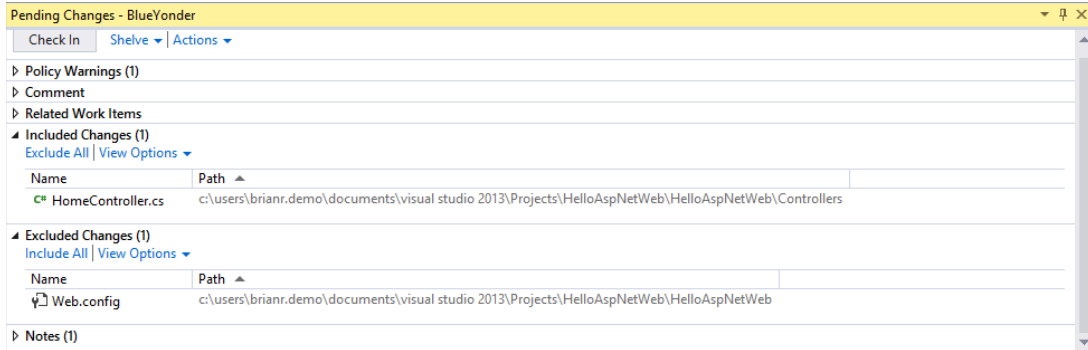 Pending Changes - BlueYonder
Check In Shelve Actions
Policy Warnings (1)
Comment
Related Work Items
Included Changes (1)
Exclude All View Options
Name Path
C# HomeController.cs c:\users\brianr.demo\documents\visual studio 2013\Projects\HelloAspNetWeb\HelloAspNetWeb\Controllers
Excluded Changes (1)
Include All View Options
Name Path
Web.config c:\users\brianr.demo\documents\visual studio 2013\Projects\HelloAspNetWeb\HelloAspNetWeb
Notes (1)